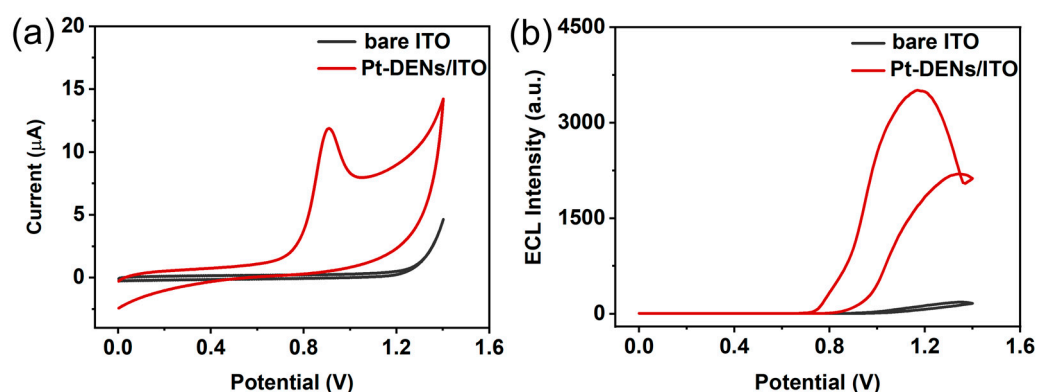 (a)
bare ITO
Pt-DENs/ITO
20
15
10
5
0
Current (μA)
0.0 0.4 0.8 1.2 1.6
Potential (V)
(b)
bare ITO
Pt-DENs/ITO
4500
3000
1500
0
ECL Intensity (a.u.)
0.0 0.4 0.8 1.2 1.6
Potential (V)